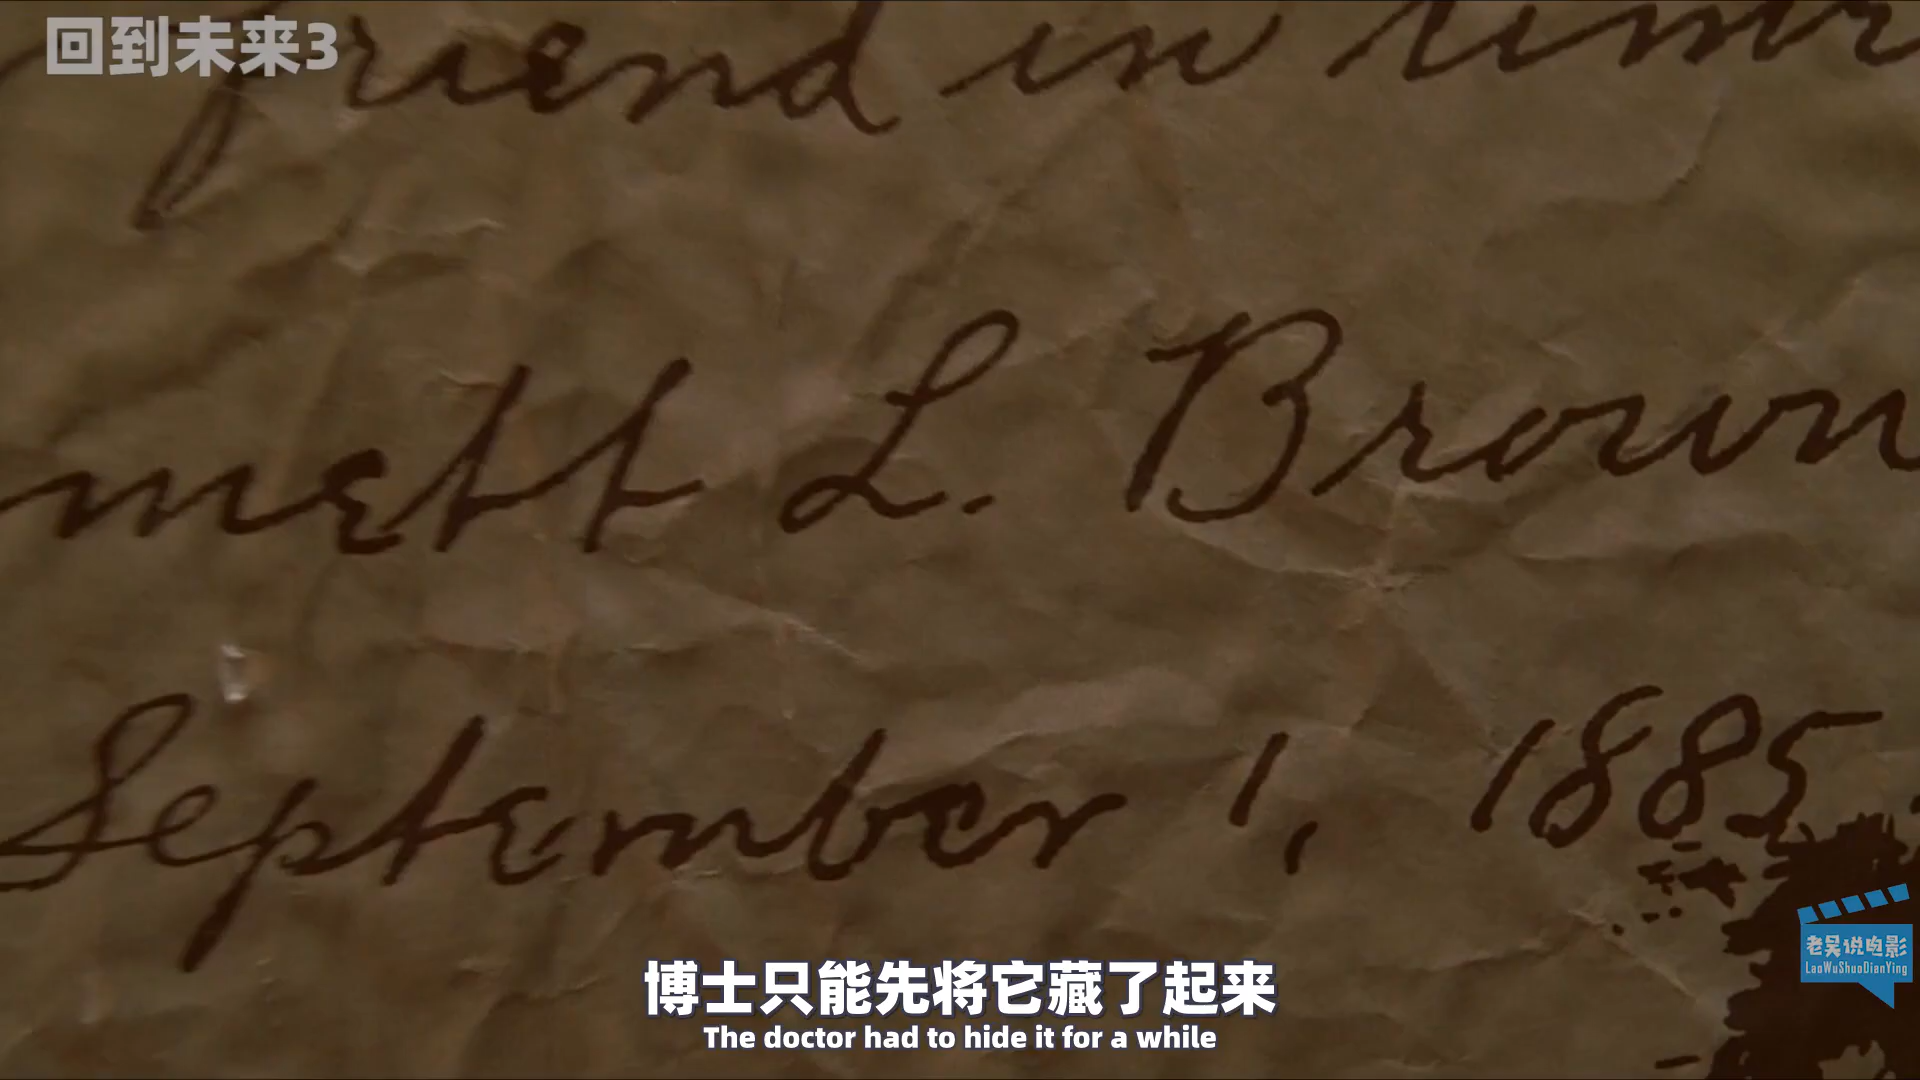 回到未来3
friend in time
mett L. Brown
September 1, 1885
老吴说电影
LaoWuShuoDianYing
博士只能先将它藏了起来
The doctor had to hide it for a while